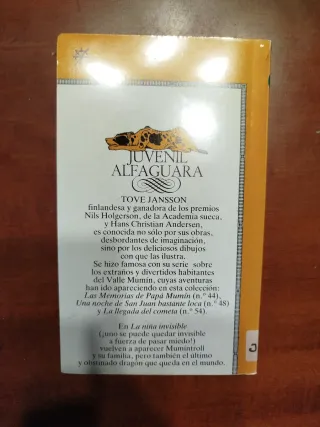 JUVENIL
ALFAGUARA
TOVE JANSSON
finlandesa y ganadora de los premios
Nils Holgerson, de la Academia sueca,
y Hans Christian Andersen,
es conocida no sólo por sus obras,
desbordantes de imaginación,
sino por los deliciosos dibujos
con que las ilustra.
Se hizo famosa con su serie sobre
los extraños y divertidos habitantes
del Valle Mumín, cuyas aventuras
han ido apareciendo en esta colección:
Las Memorias de Papá Mumín (n.º 44),
Una noche de San Juan bastante loca (n.º 48)
y La llegada del cometa (n.º 54).
En La niña invisible
(¿uno se puede quedar invisible
a fuerza de pasar miedo?)
vuelven a aparecer Mumintroll
y su familia, pero también el último
y obstinado dragón que queda en el mundo.
J